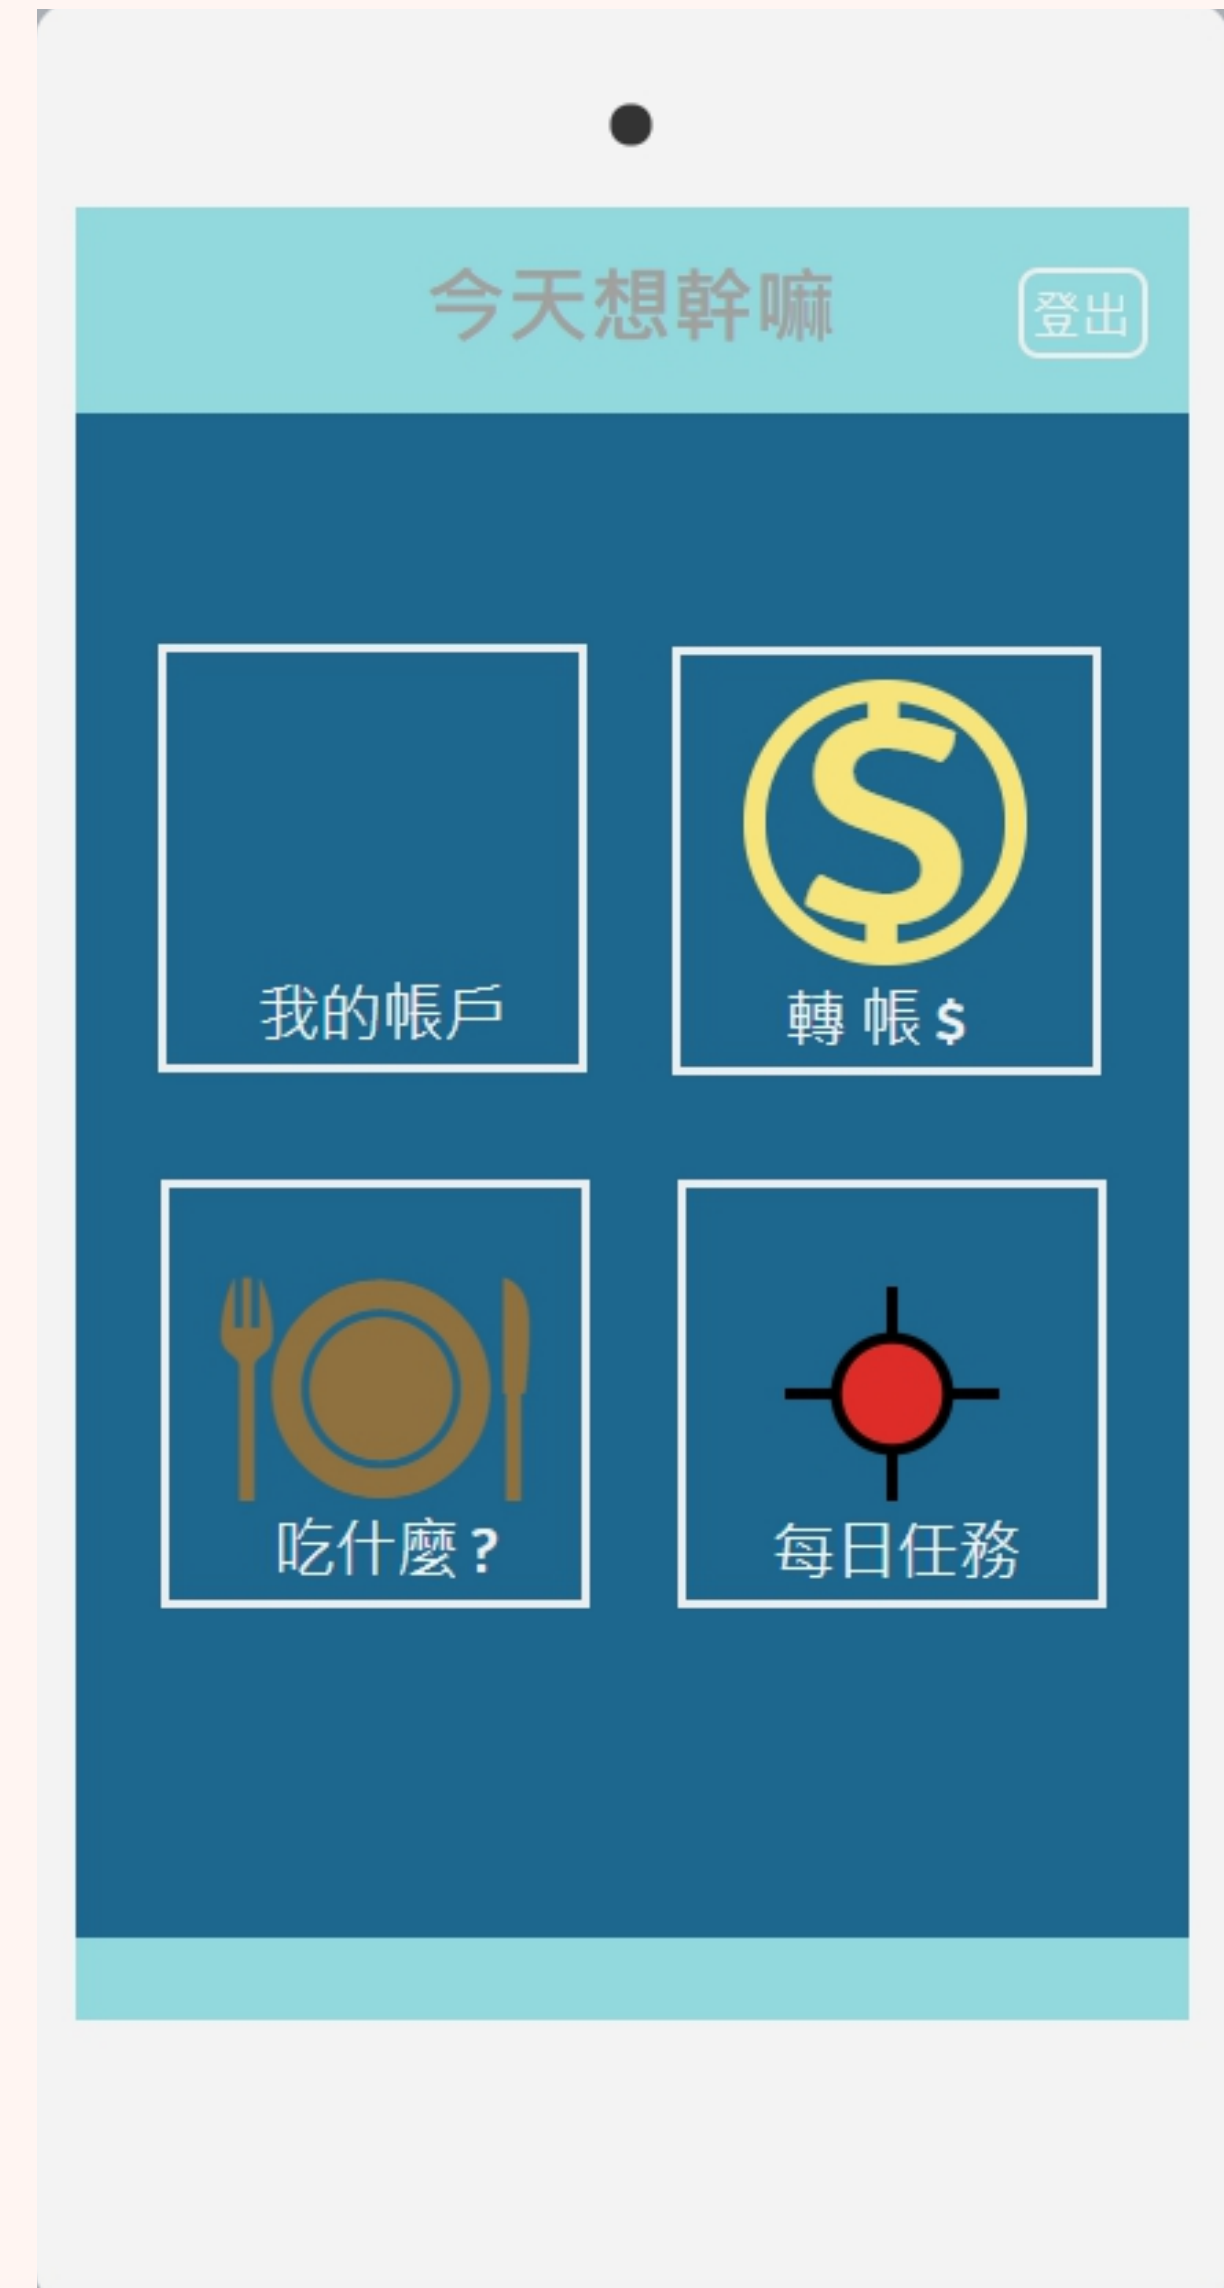 今天想幹嘛
登出
我的帳戶
轉帳$
吃什麼?
每日任務